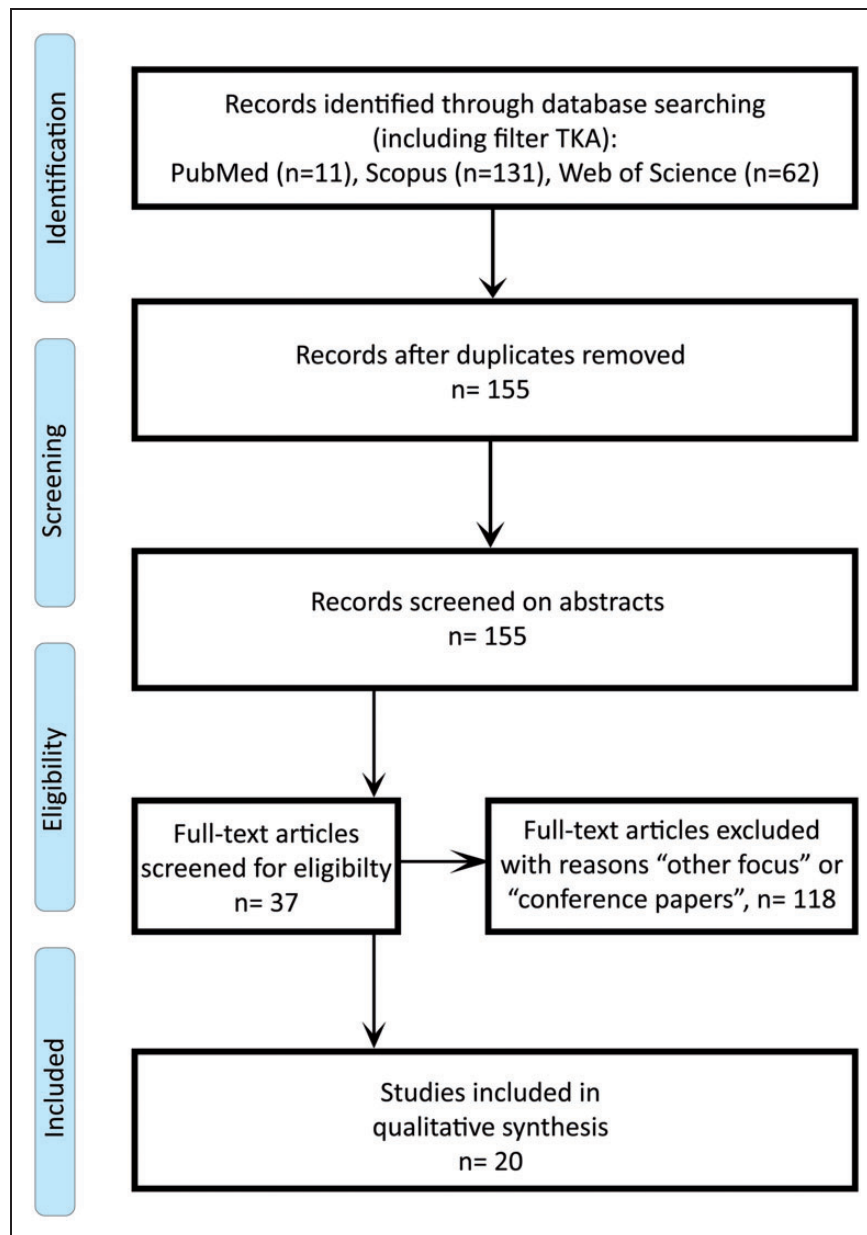 Identification
Records identified through database searching
(including filter TKA):
PubMed (n=11), Scopus (n=131), Web of Science (n=62)
Records after duplicates removed
n= 155
Screening
Records screened on abstracts
n= 155
Eligibility
Full-text articles
screened for eligibilty
n= 37
Full-text articles excluded
with reasons “other focus” or
“conference papers”, n= 118
Included
Studies included in
qualitative synthesis
n= 20